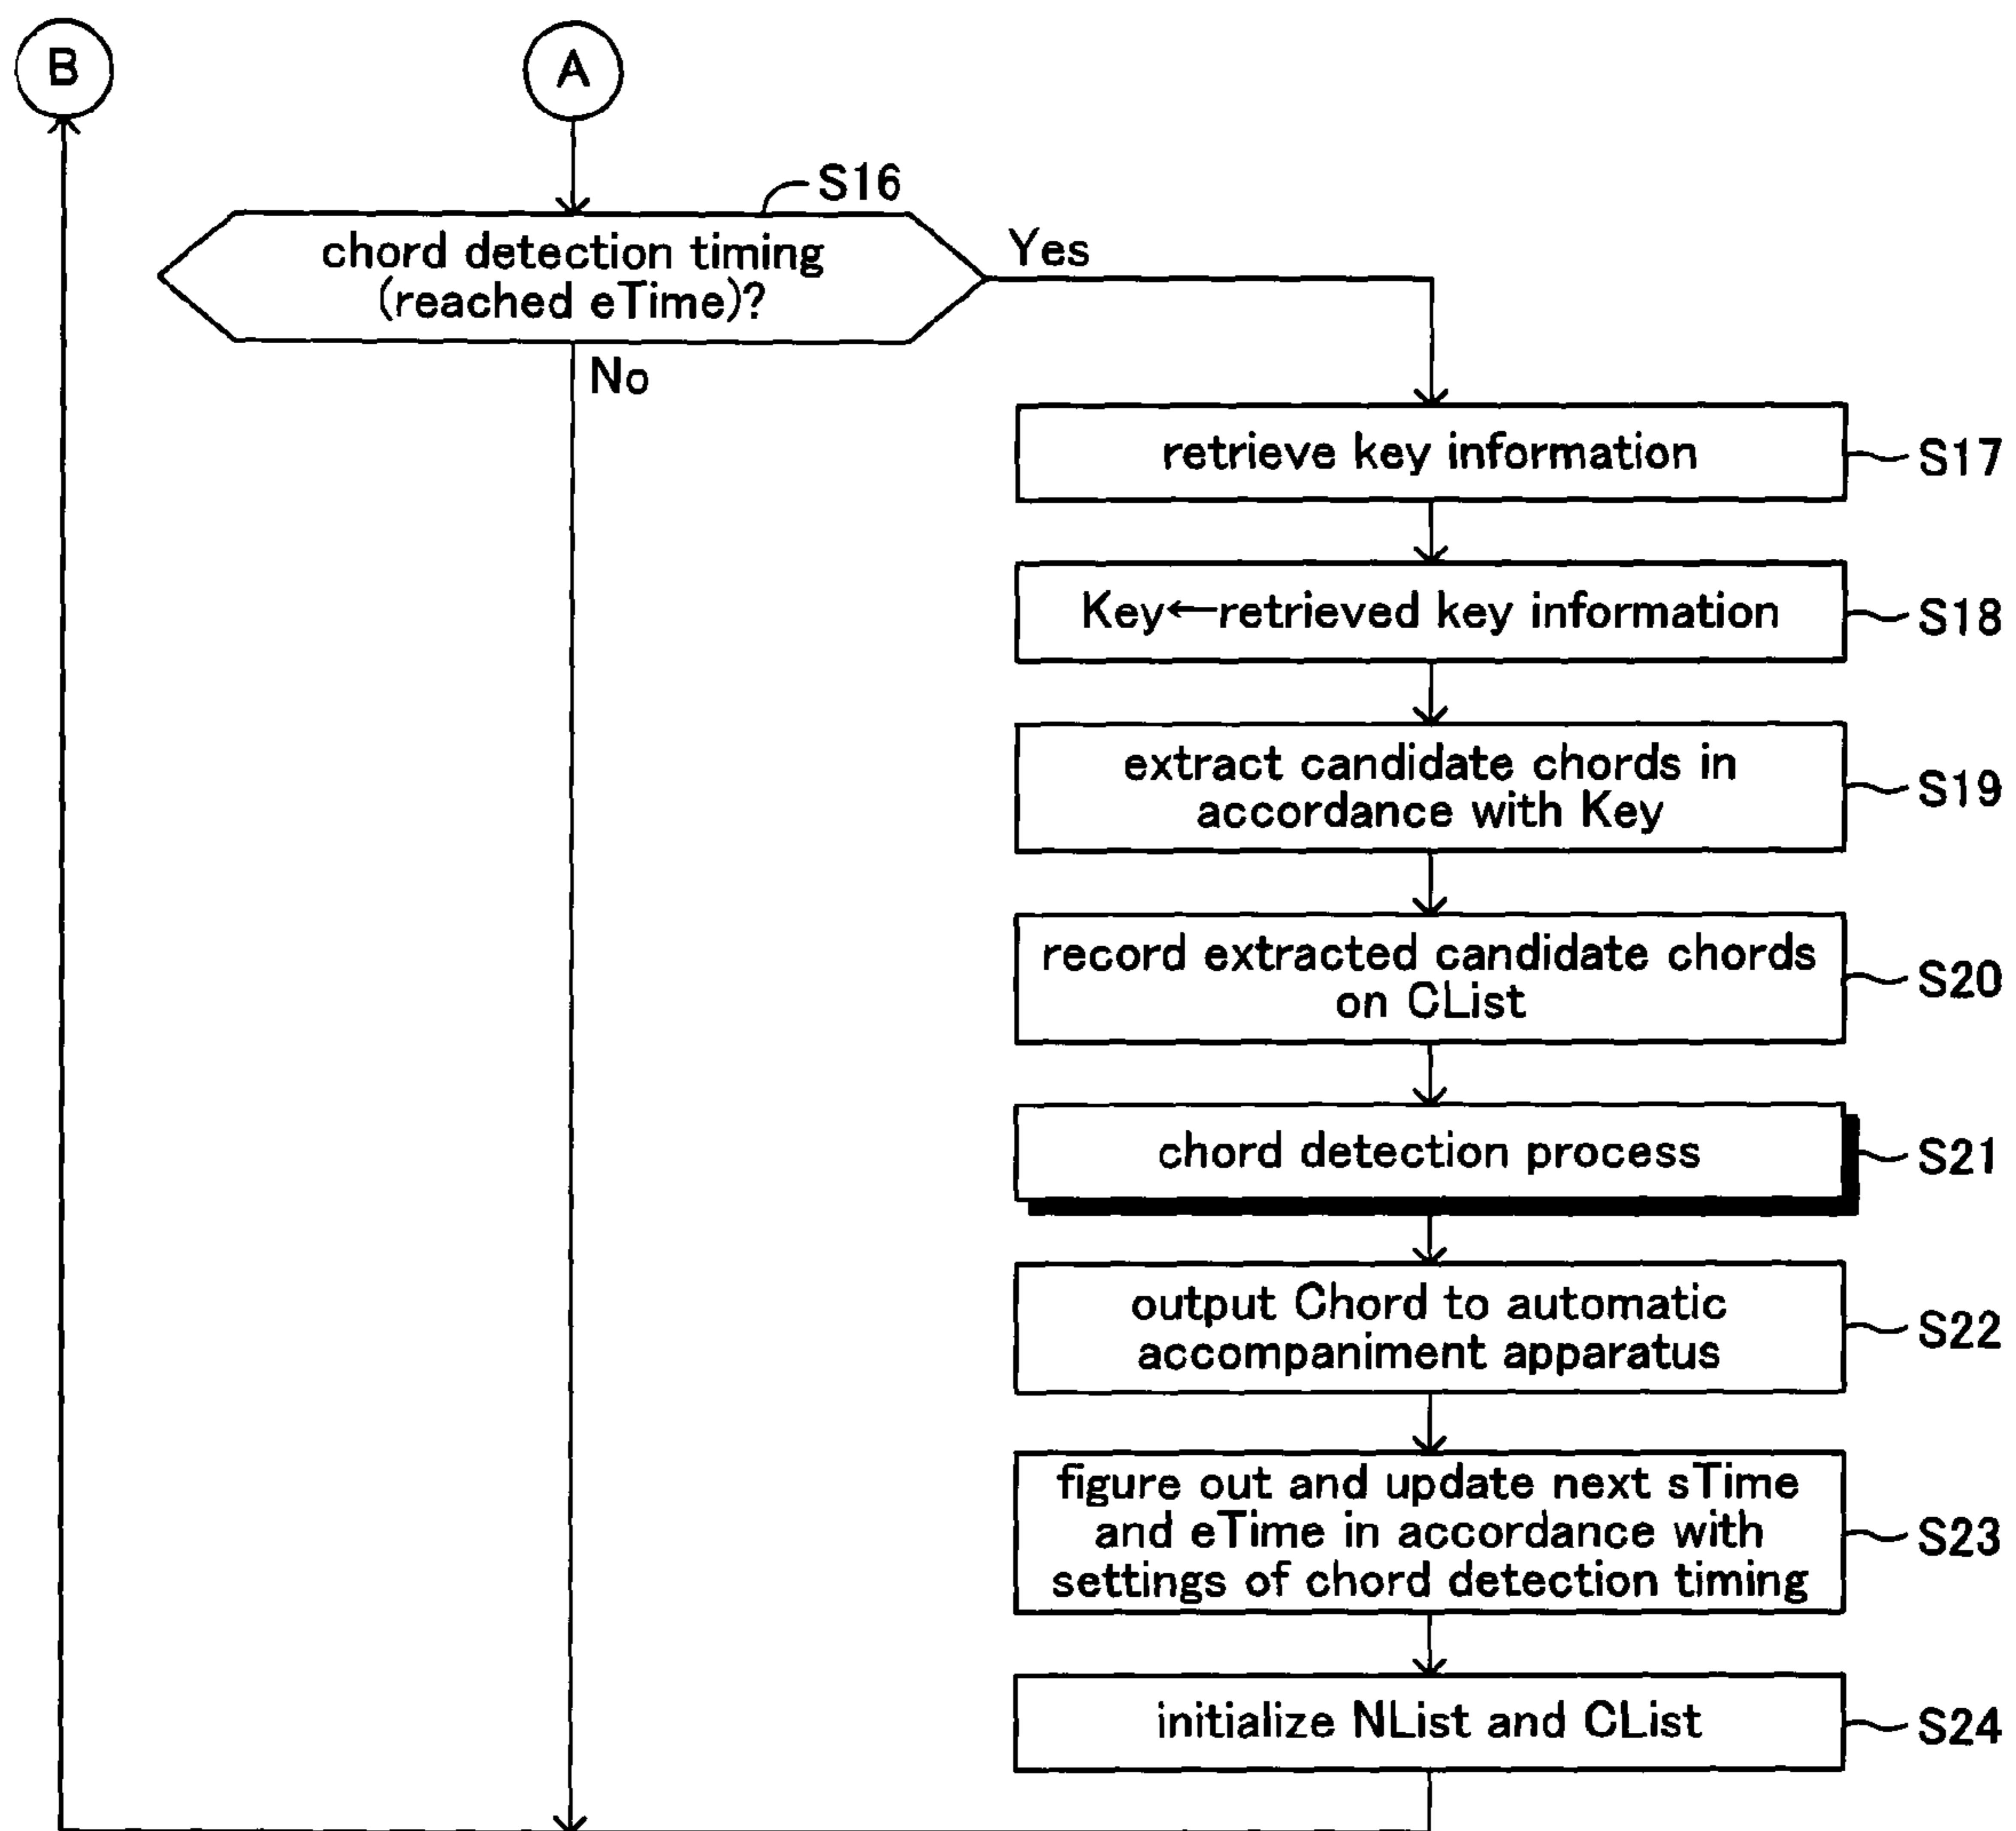 B
A
S16
chord detection timing
(reached eTime)?
Yes
No
retrieve key information
S17
Key←retrieved key information
S18
extract candidate chords in
accordance with Key
S19
record extracted candidate chords
on CList
S20
chord detection process
S21
output Chord to automatic
accompaniment apparatus
S22
figure out and update next sTime
and eTime in accordance with
settings of chord detection timing
S23
initialize NList and CList
S24